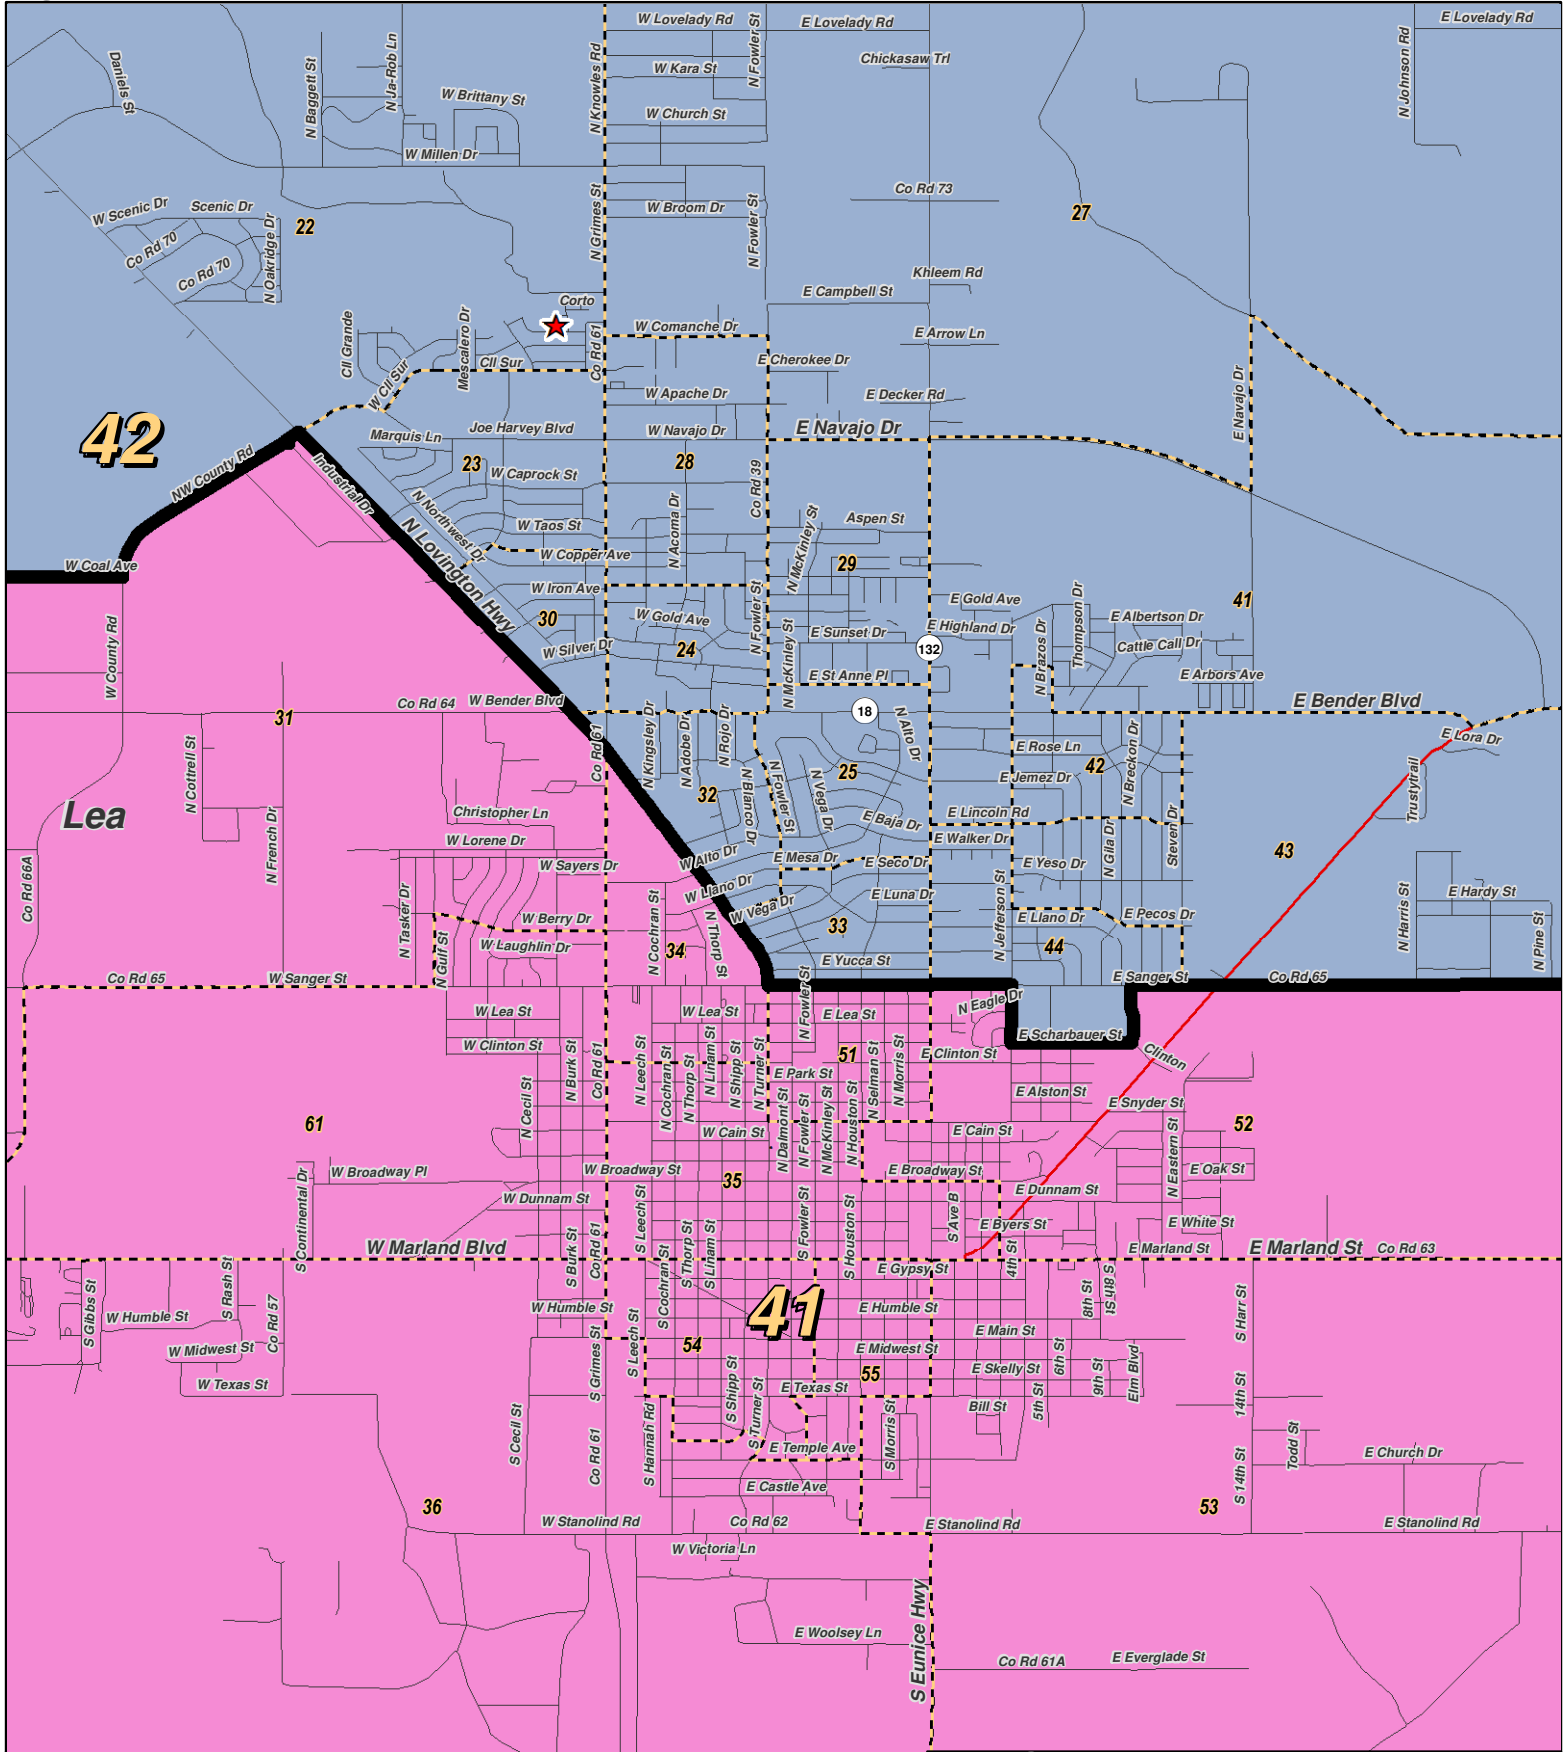 W Lovelady Rd
E Lovelady Rd
E Lovelady Rd
Daniels St
N Baggett St
N Ja-Rob Ln
W Brittany St
N Knowles Rd
W Kara St
N Fowler St
Chickasaw Trl
N Johnson Rd
W Church St
W Millen Dr
W Scenic Dr
Scenic Dr
22
Co Rd 70
Co Rd 70
N Oakridge Dr
N Grimes St
W Broom Dr
N Fowler St
Co Rd 73
27
Khleem Rd
Corto
E Campbell St
Cll Grande
Mescalero Dr
Cll Sur
W Cll Sur
Co Rd 61
W Comanche Dr
E Arrow Ln
E Cherokee Dr
W Apache Dr
E Decker Rd
E Navajo Dr
42
NW County Rd
Industrial Dr
Marquis Ln
Joe Harvey Blvd
W Navajo Dr
E Navajo Dr
23
W Caprock St
28
Co Rd 39
N Northwest Dr
N Lovington Hwy
W Taos St
N Acoma Dr
N McKinley St
Aspen St
W Coal Ave
W Copper Ave
29
W Iron Ave
N Fowler St
30
W Gold Ave
E Gold Ave
Thompson Dr
41
E Albertson Dr
W County Rd
W Silver Dr
24
N McKinley St
E Sunset Dr
E Highland Dr
132
N Brazos Dr
Cattle Call Dr
E St Anne Pl
E Arbors Ave
31
Co Rd 64
W Bender Blvd
18
E Bender Blvd
Co Rd 61
N Kingsley Dr
N Adobe Dr
N Rojo Dr
N Alto Dr
E Rose Ln
N Breckon Dr
E Lora Dr
N Cottrell St
25
42
E Jemez Dr
Trustytrail
Lea
32
N Blanco Dr
N Fowler St
N Vega Dr
Christopher Ln
E Baja Dr
E Lincoln Rd
N French Dr
W Lorene Dr
E Walker Dr
Steven Dr
43
Co Rd 66A
W Sayers Dr
W Alto Dr
E Mesa Dr
E Seco Dr
E Yeso Dr
N Gila Dr
W Llano Dr
E Luna Dr
E Hardy St
N Tasker Dr
W Berry Dr
N Cochran St
W Vega Dr
33
N Jefferson St
E Llano Dr
E Pecos Dr
N Harris St
N Pine St
N Gulf St
W Laughlin Dr
34
N Thorp St
E Yucca St
44
Co Rd 65
W Sanger St
E Sanger St
Co Rd 65
W Lea St
W Lea St
N Fowler St
E Lea St
N Eagle Dr
E Scharbauer St
W Clinton St
N Burk St
Co Rd 61
N Leech St
N Cochran St
N Thorp St
N Linam St
N Shipp St
N Turner St
51
E Clinton St
Clinton
E Park St
N Selman St
N Morris St
E Alston St
E Snyder St
N Cecil St
61
W Cain St
N Dalmont St
N Fowler St
N McKinley St
N Houston St
E Cain St
52
W Broadway Pl
W Broadway St
E Broadway St
N Eastern St
E Oak St
S Continental Dr
W Dunnam St
35
E Dunnam St
S Burk St
Co Rd 61
S Leech St
S Thorp St
S Linam St
S Fowler St
S Houston St
S Ave B
E Byers St
E White St
W Marland Blvd
4th St
E Marland St
E Marland St
Co Rd 63
S Gibbs St
S Rash St
S Cochran St
E Gypsy St
8th St
S 8th St
W Humble St
Co Rd 57
W Humble St
41
E Humble St
S Harr St
W Midwest St
S Grimes St
S Leech St
54
E Main St
E Midwest St
6th St
W Texas St
S Shipp St
E Texas St
55
E Skelly St
9th St
Elm Blvd
S Cecil St
Co Rd 61
S Hannah Rd
S Turner St
S Morris St
Bill St
5th St
14th St
E Temple Ave
Todd St
E Church Dr
E Castle Ave
S 14th St
36
53
W Stanolind Rd
Co Rd 62
E Stanolind Rd
E Stanolind Rd
W Victoria Ln
S Eunice Hwy
E Woolsey Ln
Co Rd 61A
E Everglade St